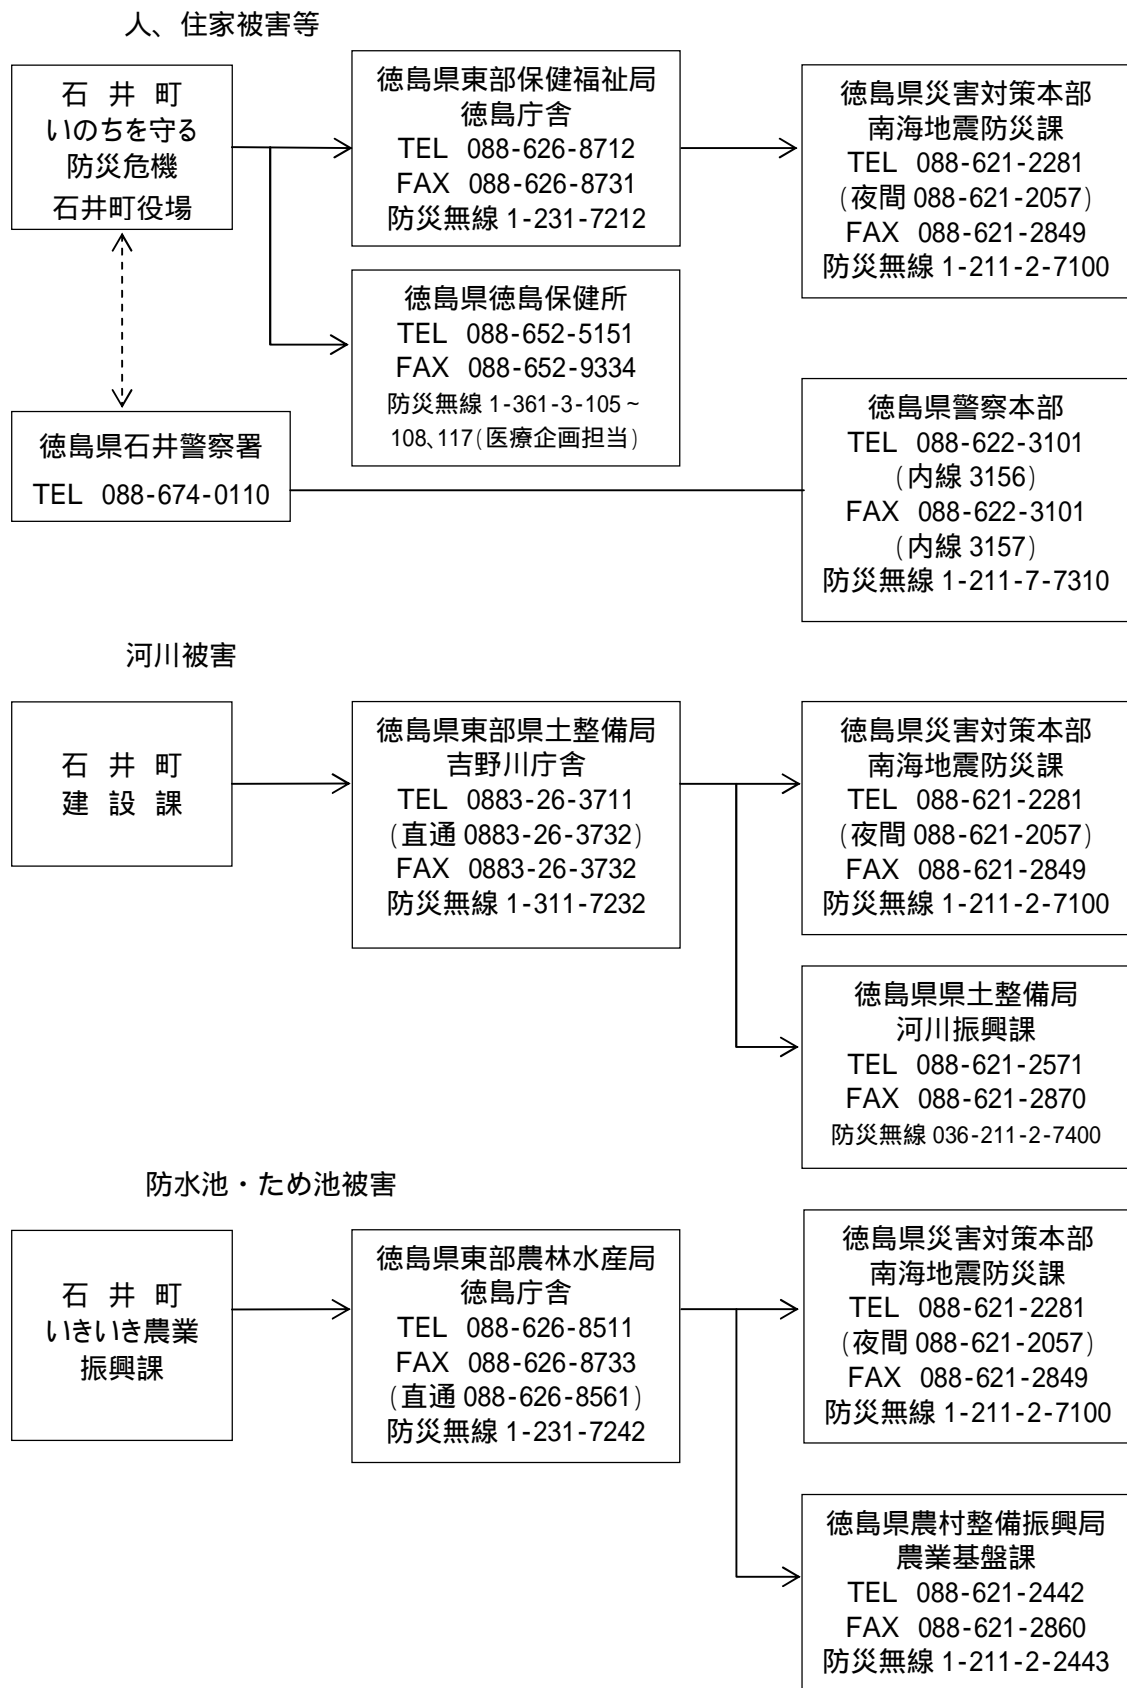 人、住家被害等
石 井 町
いのちを守る
防災危機
石井町役場
徳島県東部保健福祉局
徳島庁舎
TEL 088-626-8712
FAX 088-626-8731
防災無線 1-231-7212
徳島県災害対策本部
南海地震防災課
TEL 088-621-2281
(夜間 088-621-2057)
FAX 088-621-2849
防災無線 1-211-2-7100
徳島県徳島保健所
TEL 088-652-5151
FAX 088-652-9334
防災無線 1-361-3-105~
108、117(医療企画担当)
徳島県石井警察署
TEL 088-674-0110
徳島県警察本部
TEL 088-622-3101
(内線 3156)
FAX 088-622-3101
(内線 3157)
防災無線 1-211-7-7310
河川被害
石 井 町
建 設 課
徳島県東部県土整備局
吉野川庁舎
TEL 0883-26-3711
(直通 0883-26-3732)
FAX 0883-26-3732
防災無線 1-311-7232
徳島県災害対策本部
南海地震防災課
TEL 088-621-2281
(夜間 088-621-2057)
FAX 088-621-2849
防災無線 1-211-2-7100
徳島県県土整備局
河川振興課
TEL 088-621-2571
FAX 088-621-2870
防災無線 036-211-2-7400
防水池・ため池被害
石 井 町
いきいき農業
振興課
徳島県東部農林水産局
徳島庁舎
TEL 088-626-8511
FAX 088-626-8733
(直通 088-626-8561)
防災無線 1-231-7242
徳島県災害対策本部
南海地震防災課
TEL 088-621-2281
(夜間 088-621-2057)
FAX 088-621-2849
防災無線 1-211-2-7100
徳島県農村整備振興局
農業基盤課
TEL 088-621-2442
FAX 088-621-2860
防災無線 1-211-2-2443